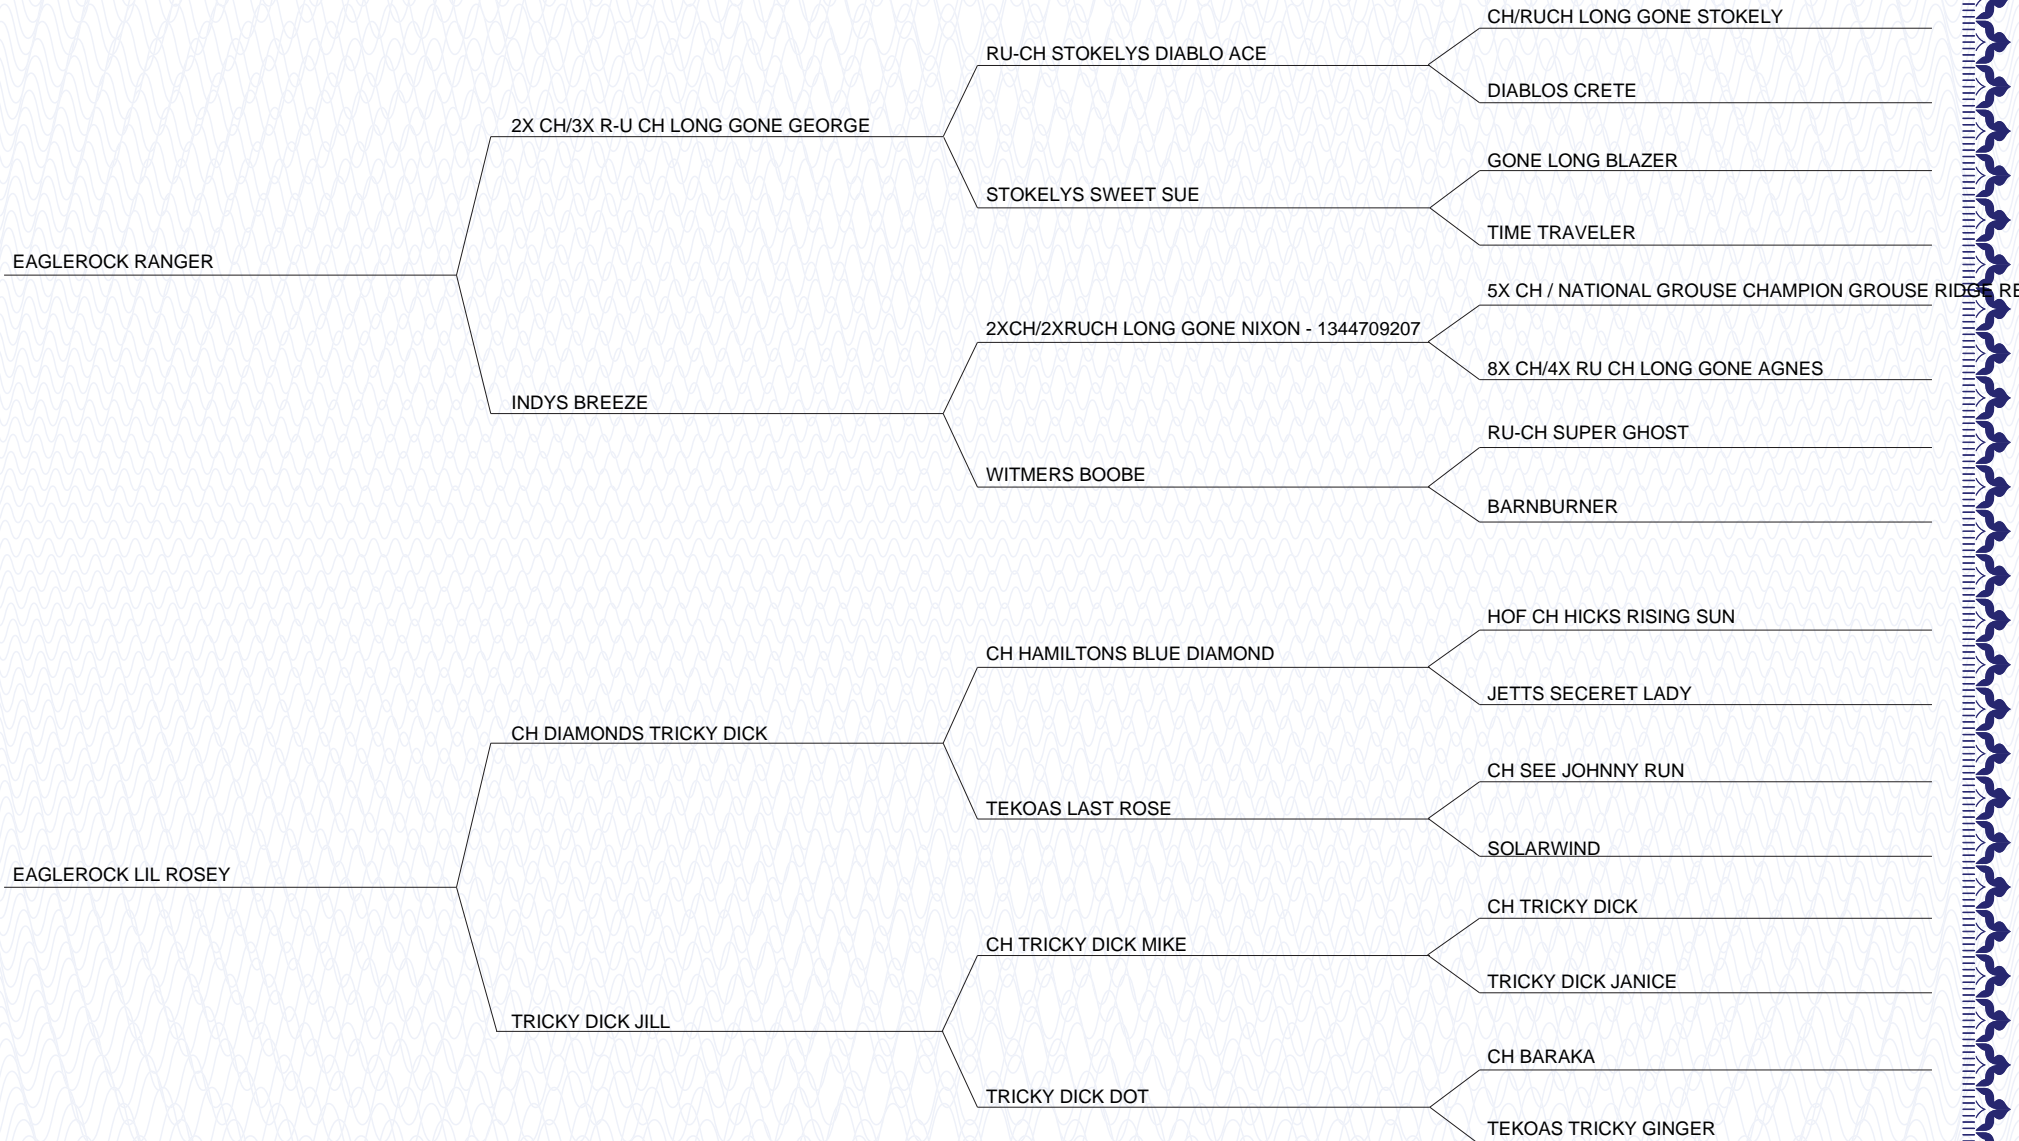 CH/RUCH LONG GONE STOKELY
RU-CH STOKELYS DIABLO ACE
DIABLOS CRETE
2X CH/3X R-U CH LONG GONE GEORGE
GONE LONG BLAZER
STOKELYS SWEET SUE
TIME TRAVELER
EAGLEROCK RANGER
5X CH / NATIONAL GROUSE CHAMPION GROUSE RIDGE RE
2XCH/2XRUCH LONG GONE NIXON - 1344709207
8X CH/4X RU CH LONG GONE AGNES
INDYS BREEZE
RU-CH SUPER GHOST
WITMERS BOOBE
BARNBURNER
HOF CH HICKS RISING SUN
CH HAMILTONS BLUE DIAMOND
JETTS SECERET LADY
CH DIAMONDS TRICKY DICK
CH SEE JOHNNY RUN
TEKOAS LAST ROSE
SOLARWIND
EAGLEROCK LIL ROSEY
CH TRICKY DICK
CH TRICKY DICK MIKE
TRICKY DICK JANICE
TRICKY DICK JILL
CH BARAKA
TRICKY DICK DOT
TEKOAS TRICKY GINGER